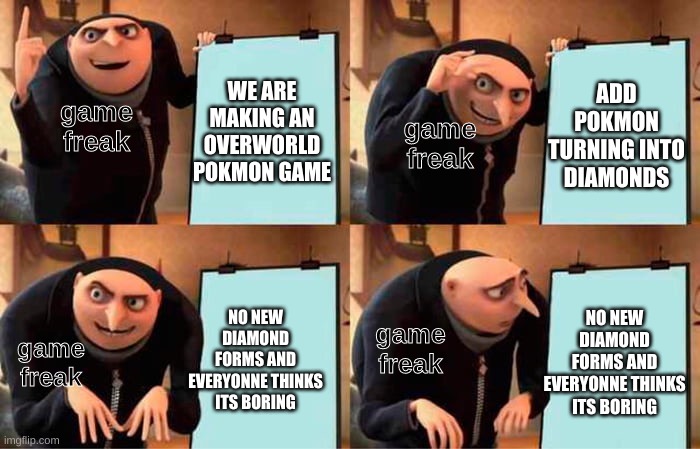 game
freak
WE ARE
MAKING AN
OVERWORLD
POKMON GAME
game
freak
ADD
POKMON
TURNING INTO
DIAMONDS
game
freak
NO NEW
DIAMOND
FORMS AND
EVERYONNE THINKS
ITS BORING
game
freak
NO NEW
DIAMOND
FORMS AND
EVERYONNE THINKS
ITS BORING
imgflip.com